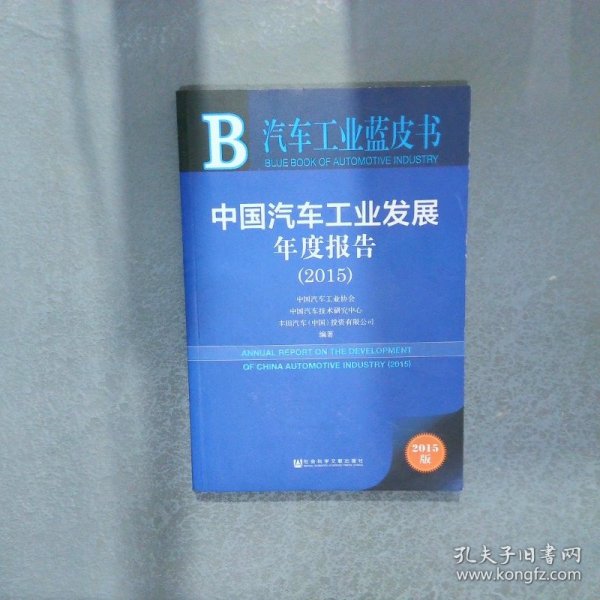 B 汽车工业蓝皮书
BLUE BOOK OF AUTOMOTIVE INDUSTRY
中国汽车工业发展
年度报告
(2015)
中国汽车工业协会
中国汽车技术研究中心
丰田汽车(中国)投资有限公司
编著
ANNUAL REPORT ON THE DEVELOPMENT
OF CHINA AUTOMOTIVE INDUSTRY (2015)
2015
版
社会科学文献出版社
孔夫子旧书网
www.kongfz.com